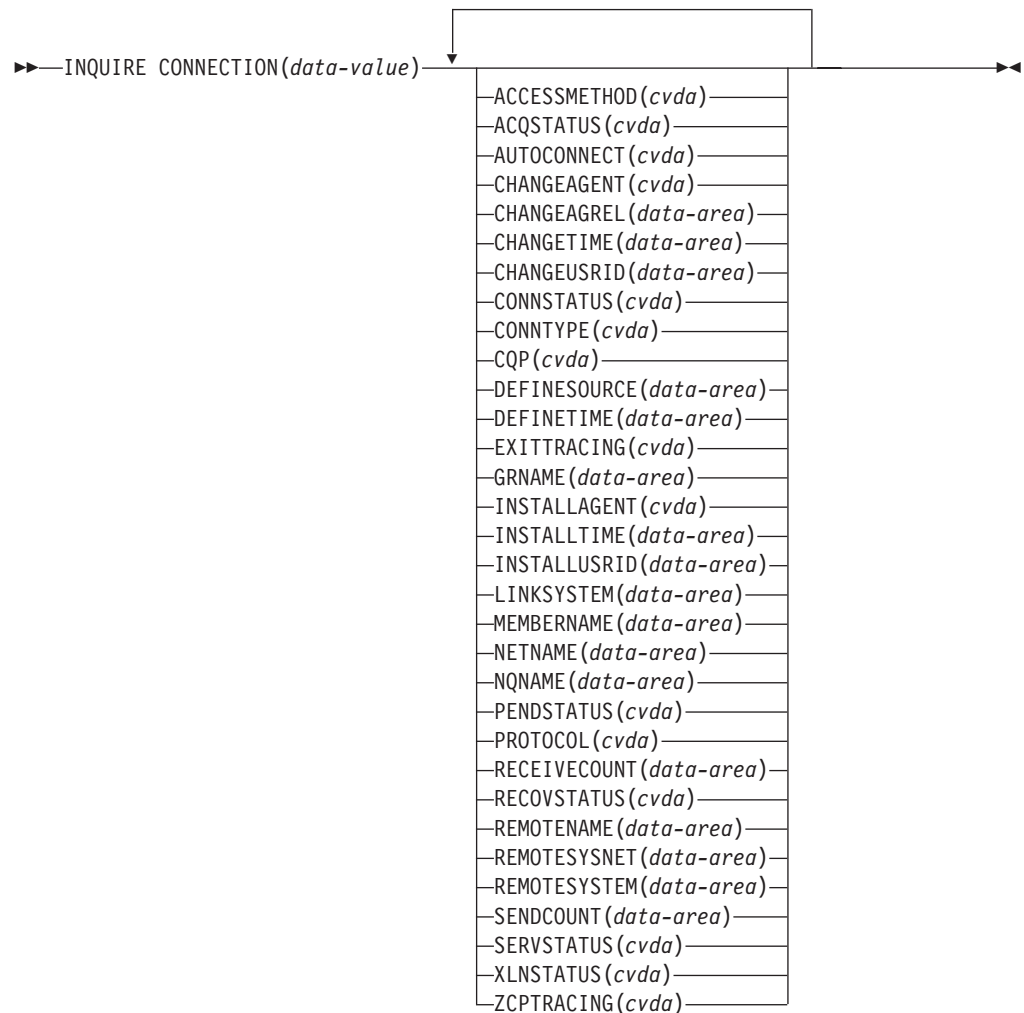 INQUIRE CONNECTION(data-value)
ACCESSMETHOD(cvda)
ACQSTATUS(cvda)
AUTOCONNECT(cvda)
CHANGEAGENT(cvda)
CHANGEAGREL(data-area)
CHANGETIME(data-area)
CHANGEUSRID(data-area)
CONNSTATUS(cvda)
CONNTYPE(cvda)
CQP(cvda)
DEFINESOURCE(data-area)
DEFINETIME(data-area)
EXITTRACING(cvda)
GRNAME(data-area)
INSTALLAGENT(cvda)
INSTALLTIME(data-area)
INSTALLUSRID(data-area)
LINKSYSTEM(data-area)
MEMBERNAME(data-area)
NETNAME(data-area)
NQNAME(data-area)
PENDSTATUS(cvda)
PROTOCOL(cvda)
RECEIVECOUNT(data-area)
RECOVSTATUS(cvda)
REMOTENAME(data-area)
REMOTESYSNET(data-area)
REMOTESYSTEM(data-area)
SENDCOUNT(data-area)
SERVSTATUS(cvda)
XLNSTATUS(cvda)
ZCPTRACING(cvda)